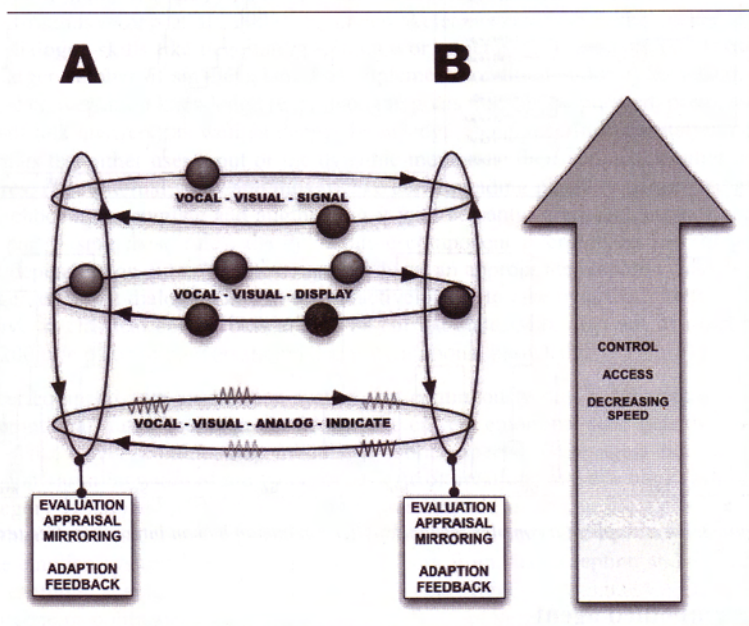 A
B
VOCAL - VISUAL - SIGNAL
VOCAL - VISUAL - DISPLAY
VOCAL - VISUAL - ANALOG - INDICATE
EVALUATION
APPRAISAL
MIRRORING
ADAPTION
FEEDBACK
EVALUATION
APPRAISAL
MIRRORING
ADAPTION
FEEDBACK
CONTROL
ACCESS
DECREASING
SPEED